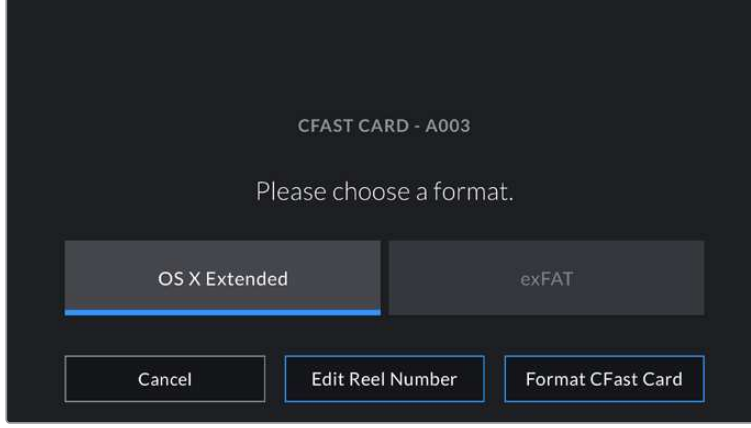 CFAST CARD - A003
Please choose a format.
OS X Extended exFAT
Cancel Edit Reel Number Format CFast Card